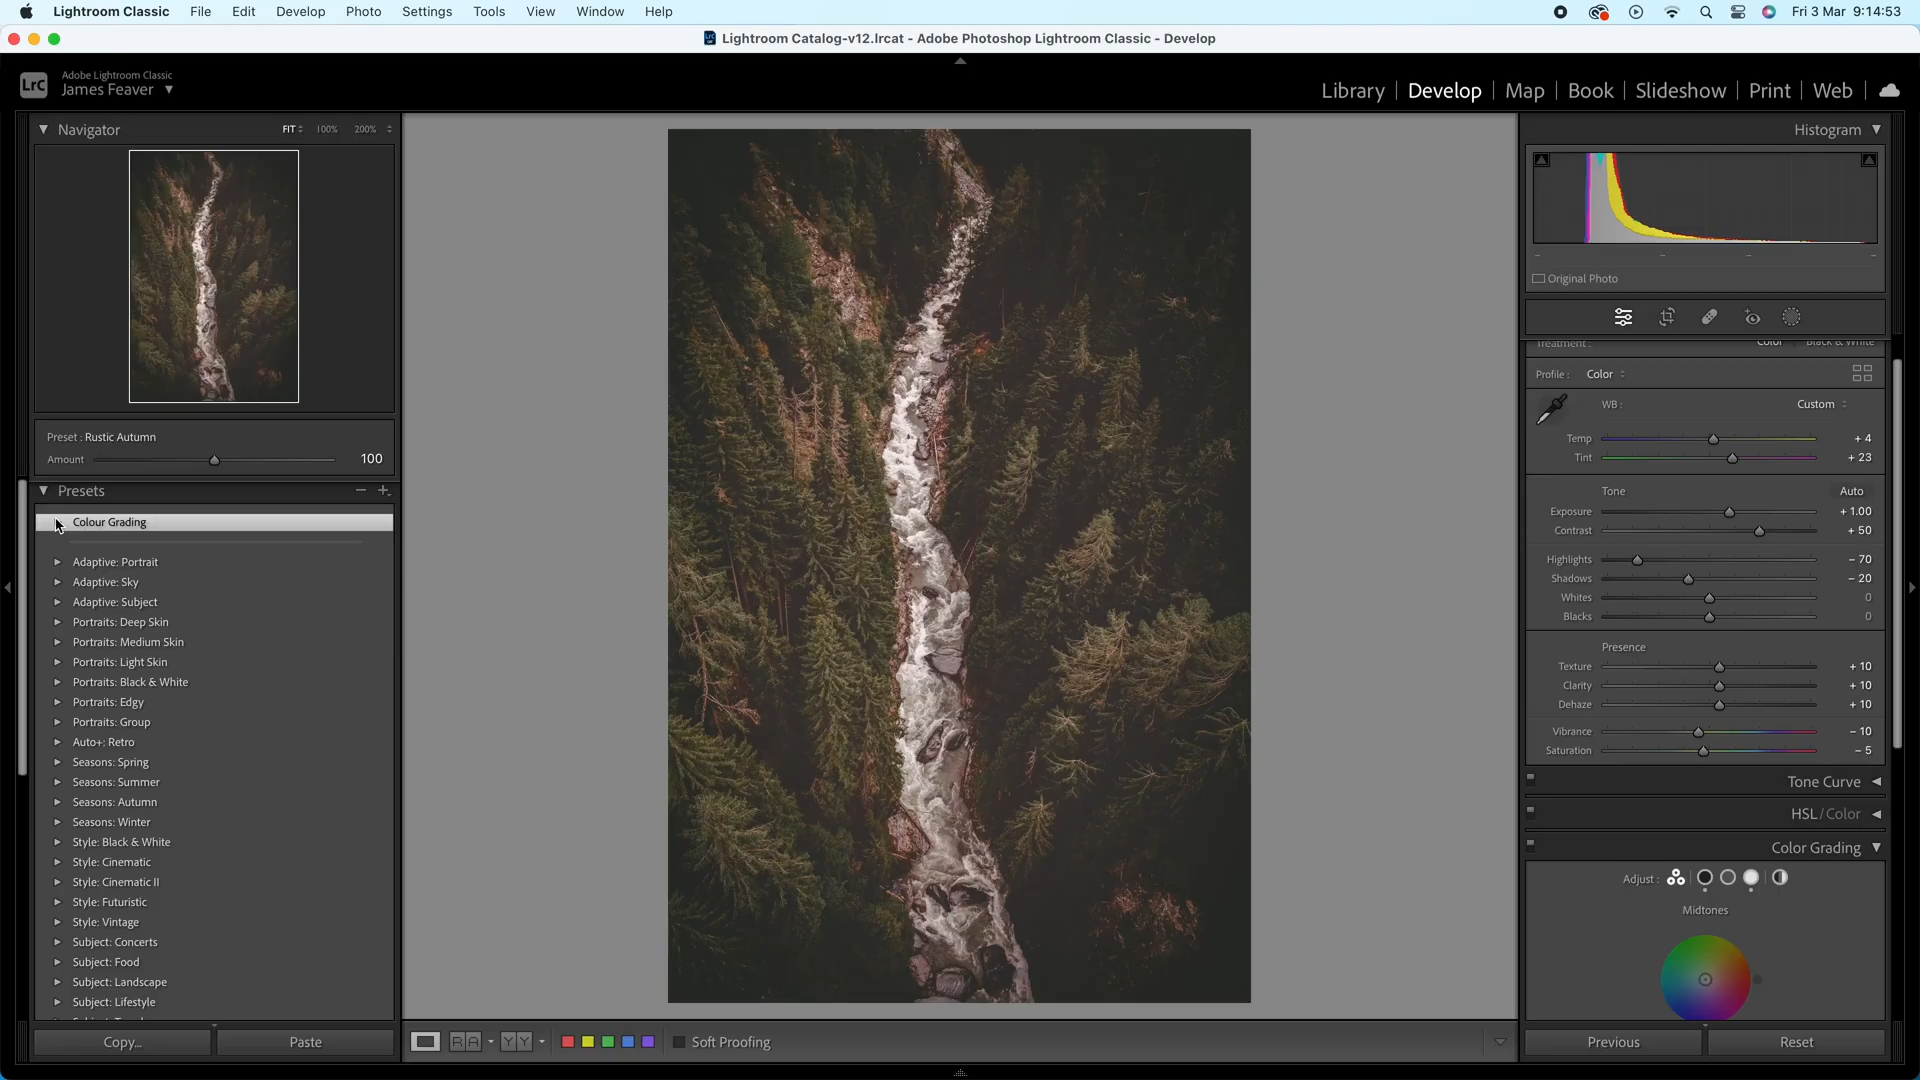 Lightroom Classic File Edit Develop Photo Settings Tools View Window Help Fri 3 Mar 9:14:53
Lightroom Catalog-v12.lrcat - Adobe Photoshop Lightroom Classic - Develop
LrC
Adobe Lightroom Classic
James Feaver
Library | Develop | Map | Book | Slideshow | Print | Web
Navigator FIT 100% 200%
Preset : Rustic Autumn
Amount 100
Presets
Colour Grading
Adaptive: Portrait
Adaptive: Sky
Adaptive: Subject
Portraits: Deep Skin
Portraits: Medium Skin
Portraits: Light Skin
Portraits: Black & White
Portraits: Edgy
Portraits: Group
Auto+: Retro
Seasons: Spring
Seasons: Summer
Seasons: Autumn
Seasons: Winter
Style: Black & White
Style: Cinematic
Style: Cinematic II
Style: Futuristic
Style: Vintage
Subject: Concerts
Subject: Food
Subject: Landscape
Subject: Lifestyle
Copy... Paste
R A Y Y Soft Proofing
Histogram
Original Photo
Treatment : Color Black & White
Profile : Color
WB : Custom
Temp + 4
Tint + 23
Tone Auto
Exposure + 1.00
Contrast + 50
Highlights - 70
Shadows - 20
Whites 0
Blacks 0
Presence
Texture + 10
Clarity + 10
Dehaze + 10
Vibrance - 10
Saturation - 5
Tone Curve
HSL / Color
Color Grading
Adjust :
Midtones
Previous Reset